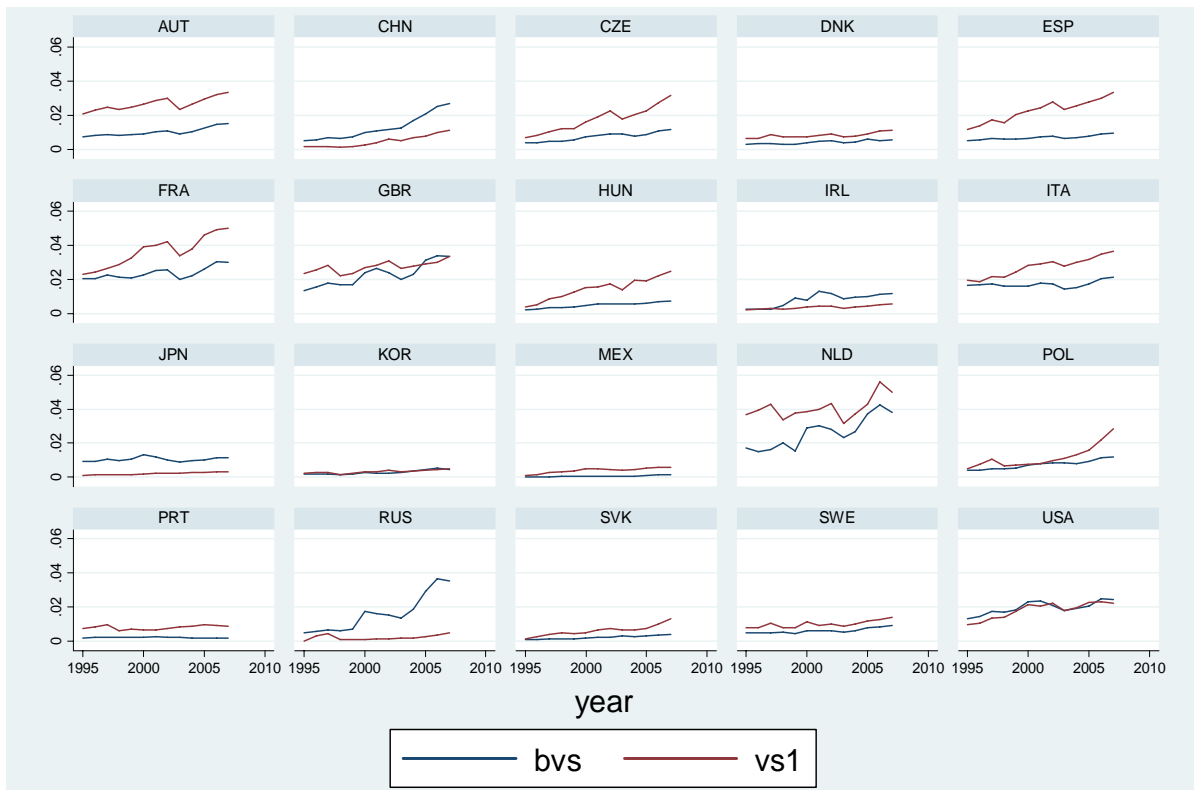 AUT CHN CZE DNK ESP
.06
.04
.02
0
FRA GBR HUN IRL ITA
.06
.04
.02
0
JPN KOR MEX NLD POL
.06
.04
.02
0
PRT RUS SVK SWE USA
.06
.04
.02
0
1995 2000 2005 2010 1995 2000 2005 2010 1995 2000 2005 2010 1995 2000 2005 2010 1995 2000 2005 2010
year
bvs vs1